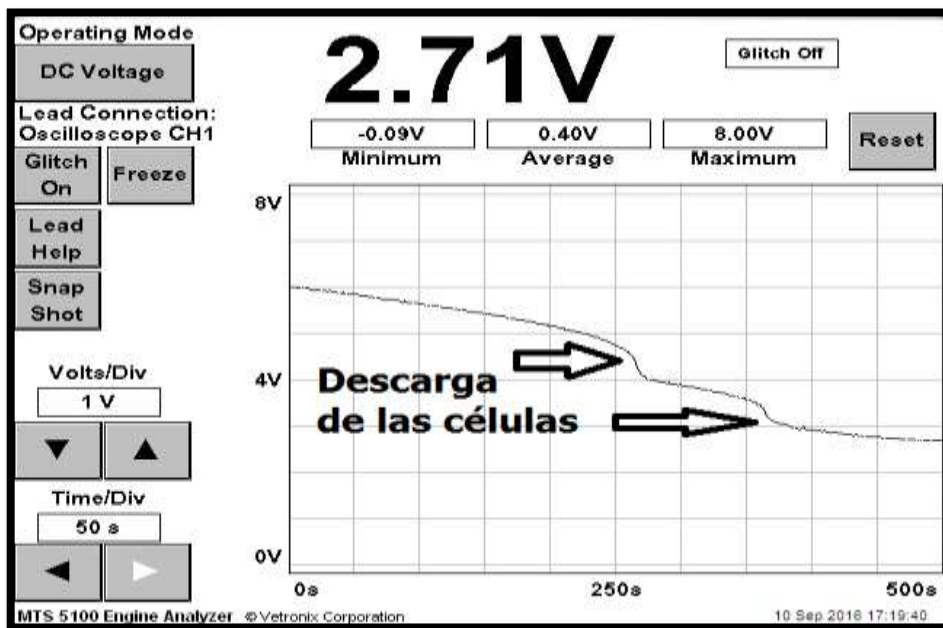 Operating Mode
DC Voltage
Lead Connection:
Oscilloscope CH1
Glitch
On
Freeze
Lead
Help
Snap
Shot
Volts/Div
1 V
Time/Div
50 s
2.71V
Glitch Off
-0.09V
Minimum
0.40V
Average
8.00V
Maximum
Reset
8V
4V
0V
Descarga
de las células
0s
250s
500s
MTS 5100 Engine Analyzer © Vetronix Corporation
10 Sep 2016 17:19:40